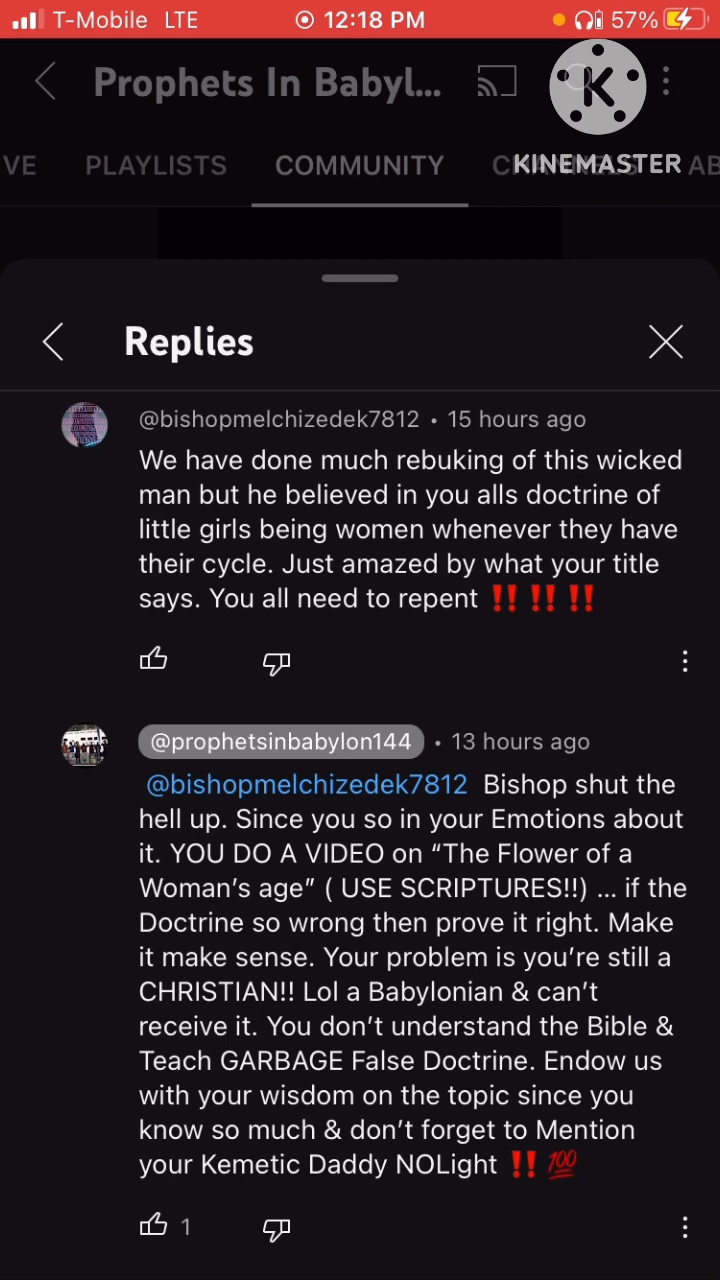 T-Mobile LTE 12:18 PM 57%
Prophets In Babyl...
K
KINEMASTER
VE PLAYLISTS COMMUNITY AB
Replies
@bishopmelchizedek7812 • 15 hours ago
We have done much rebuking of this wicked
man but he believed in you alls doctrine of
little girls being women whenever they have
their cycle. Just amazed by what your title
says. You all need to repent ‼️ ‼️ ‼️
@prophetsinbabylon144 • 13 hours ago
@bishopmelchizedek7812 Bishop shut the
hell up. Since you so in your Emotions about
it. YOU DO A VIDEO on “The Flower of a
Woman’s age” ( USE SCRIPTURES!!) ... if the
Doctrine so wrong then prove it right. Make
it make sense. Your problem is you’re still a
CHRISTIAN!! Lol a Babylonian & can’t
receive it. You don’t understand the Bible &
Teach GARBAGE False Doctrine. Endow us
with your wisdom on the topic since you
know so much & don’t forget to Mention
your Kemetic Daddy NOLight ‼️ 💯
1